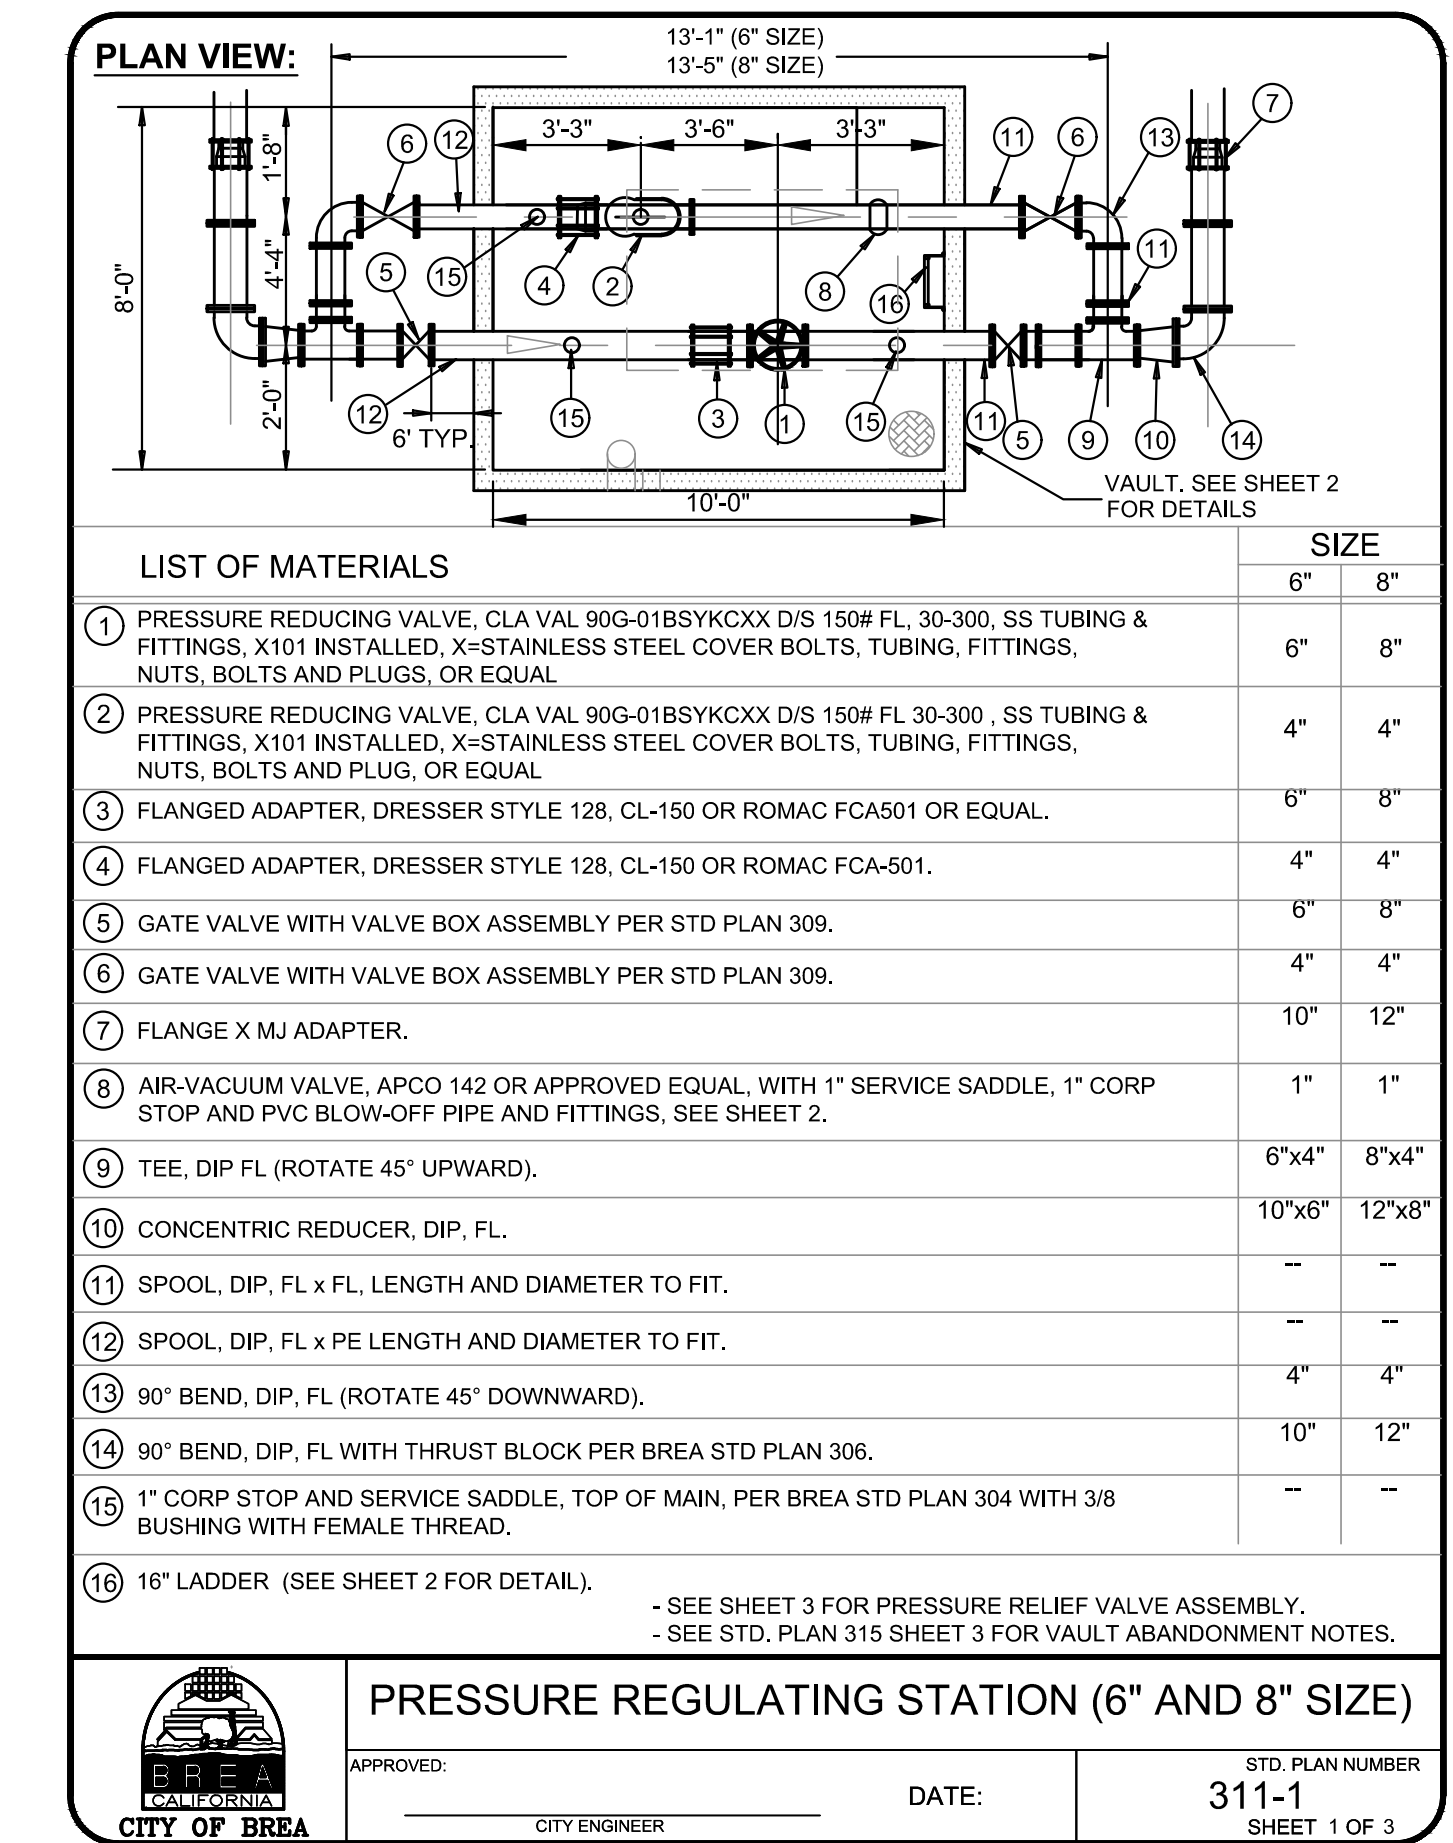 PLAN VIEW:
13'-1" (6" SIZE)
13'-5" (8" SIZE)
7
3'-3"
3'-6"
3'-3"
6
12
11
6
13
1'-8"
8'-0"
4'-4"
5
15
4
2
8
16
11
2'-0"
12
6' TYP.
15
3
1
15
11
5
9
10
14
VAULT. SEE SHEET 2
FOR DETAILS
10'-0"
LIST OF MATERIALS
SIZE
6" 8"
1 PRESSURE REDUCING VALVE, CLA VAL 90G-01BSYKCXX D/S 150# FL, 30-300, SS TUBING &
FITTINGS, X101 INSTALLED, X=STAINLESS STEEL COVER BOLTS, TUBING, FITTINGS, 6" 8"
NUTS, BOLTS AND PLUGS, OR EQUAL
2 PRESSURE REDUCING VALVE, CLA VAL 90G-01BSYKCXX D/S 150# FL 30-300 , SS TUBING &
FITTINGS, X101 INSTALLED, X=STAINLESS STEEL COVER BOLTS, TUBING, FITTINGS, 4" 4"
NUTS, BOLTS AND PLUG, OR EQUAL
3 FLANGED ADAPTER, DRESSER STYLE 128, CL-150 OR ROMAC FCA501 OR EQUAL. 6" 8"
4 FLANGED ADAPTER, DRESSER STYLE 128, CL-150 OR ROMAC FCA-501. 4" 4"
5 GATE VALVE WITH VALVE BOX ASSEMBLY PER STD PLAN 309. 6" 8"
6 GATE VALVE WITH VALVE BOX ASSEMBLY PER STD PLAN 309. 4" 4"
7 FLANGE X MJ ADAPTER. 10" 12"
8 AIR-VACUUM VALVE, APCO 142 OR APPROVED EQUAL, WITH 1" SERVICE SADDLE, 1" CORP 1" 1"
STOP AND PVC BLOW-OFF PIPE AND FITTINGS, SEE SHEET 2.
9 TEE, DIP FL (ROTATE 45° UPWARD). 6"x4" 8"x4"
10 CONCENTRIC REDUCER, DIP, FL. 10"x6" 12"x8"
11 SPOOL, DIP, FL x FL, LENGTH AND DIAMETER TO FIT. -- --
12 SPOOL, DIP, FL x PE LENGTH AND DIAMETER TO FIT. -- --
13 90° BEND, DIP, FL (ROTATE 45° DOWNWARD). 4" 4"
14 90° BEND, DIP, FL WITH THRUST BLOCK PER BREA STD PLAN 306. 10" 12"
15 1" CORP STOP AND SERVICE SADDLE, TOP OF MAIN, PER BREA STD PLAN 304 WITH 3/8 -- --
BUSHING WITH FEMALE THREAD.
16 16" LADDER (SEE SHEET 2 FOR DETAIL).
- SEE SHEET 3 FOR PRESSURE RELIEF VALVE ASSEMBLY.
- SEE STD. PLAN 315 SHEET 3 FOR VAULT ABANDONMENT NOTES.
BREA
CALIFORNIA
CITY OF BREA
PRESSURE REGULATING STATION (6" AND 8" SIZE)
APPROVED:
CITY ENGINEER
DATE:
STD. PLAN NUMBER
311-1
SHEET 1 OF 3